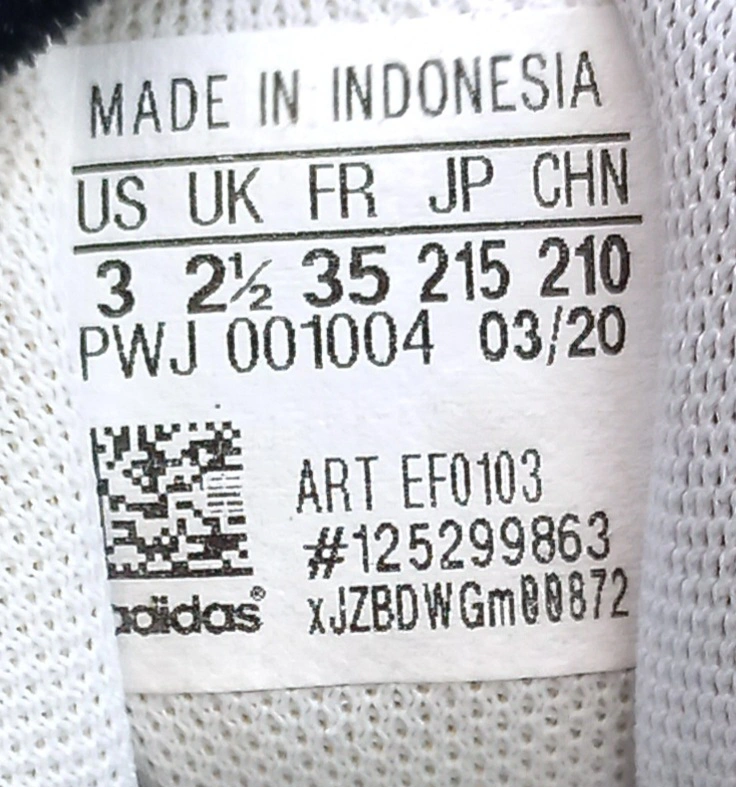 MADE IN INDONESIA
US UK FR JP CHN
3 2½ 35 215 210
PWJ 001004 03/20
ART EF0103
#125299863
xJZBDWGm00872
adidas®